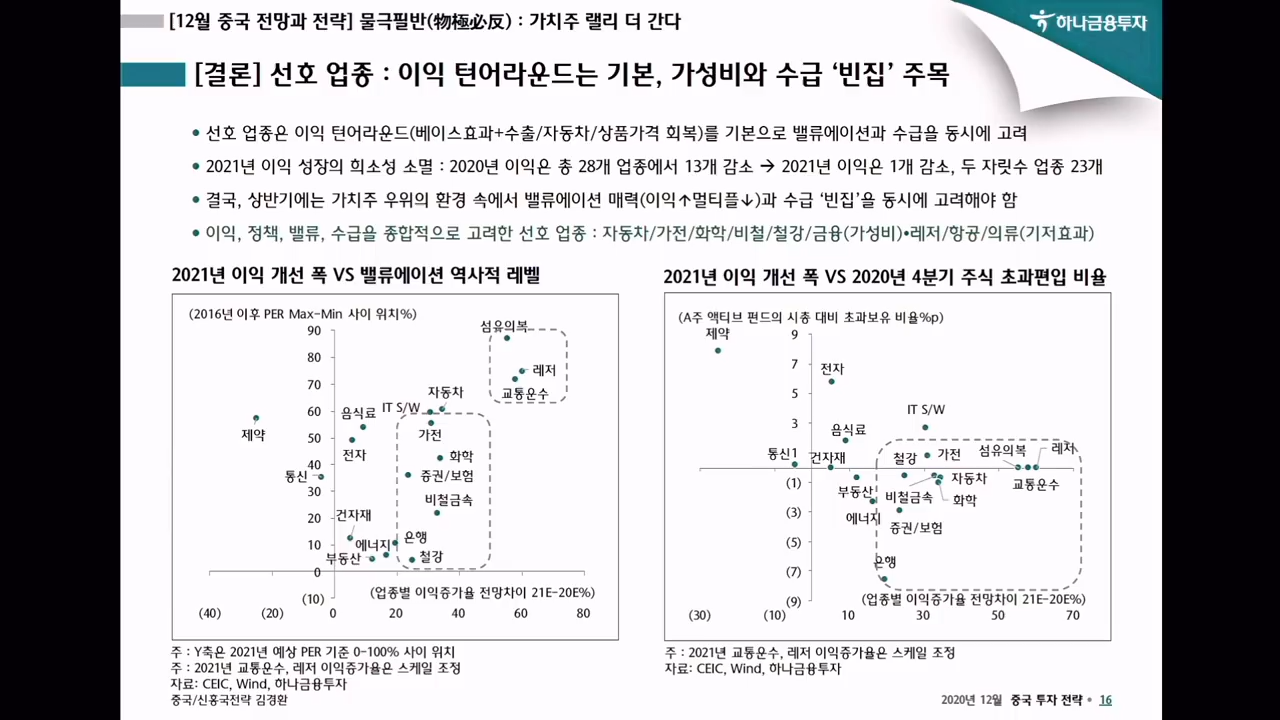 [12월 중국 전망과 전략] 물극필반(物極必反) : 가치주 랠리 더 간다
하나금융투자
[결론] 선호 업종 : 이익 턴어라운드는 기본, 가성비와 수급 ‘빈집’ 주목
• 선호 업종은 이익 턴어라운드(베이스효과+수출/자동차/상품가격 회복)를 기본으로 밸류에이션과 수급을 동시에 고려
• 2021년 이익 성장의 희소성 소멸 : 2020년 이익은 총 28개 업종에서 13개 감소 → 2021년 이익은 1개 감소, 두 자릿수 업종 23개
• 결국, 상반기에는 가치주 우위의 환경 속에서 밸류에이션 매력(이익↑멀티플↓)과 수급 ‘빈집’을 동시에 고려해야 함
• 이익, 정책, 밸류, 수급을 종합적으로 고려한 선호 업종 : 자동차/가전/화학/비철/철강/금융(가성비)•레저/항공/의류(기저효과)
2021년 이익 개선 폭 VS 밸류에이션 역사적 레벨
(2016년 이후 PER Max-Min 사이 위치%)
90
80
70
60
50
40
30
20
10
0
(10)
섬유의복
레저
교통운수
자동차
IT S/W
음식료
제약
가전
전자
화학
통신
증권/보험
비철금속
건자재
은행
에너지
부동산
철강
(업종별 이익증가율 전망차이 21E-20E%)
(40)
(20)
0
20
40
60
80
주 : Y축은 2021년 예상 PER 기준 0-100% 사이 위치
주 : 2021년 교통운수, 레저 이익증가율은 스케일 조정
자료: CEIC, Wind, 하나금융투자
2021년 이익 개선 폭 VS 2020년 4분기 주식 초과편입 비율
(A주 액티브 펀드의 시총 대비 초과보유 비율%p)
9
7
5
3
1
(1)
(3)
(5)
(7)
(9)
제약
전자
IT S/W
음식료
통신
건자재
철강
가전
섬유의복
레저
부동산
비철금속
자동차
교통운수
화학
에너지
증권/보험
은행
(업종별 이익증가율 전망차이 21E-20E%)
(30)
(10)
10
30
50
70
주 : 2021년 교통운수, 레저 이익증가율은 스케일 조정
자료: CEIC, Wind, 하나금융투자
중국/신흥국전략 김경환
2020년 12월 중국 투자 전략 • 16